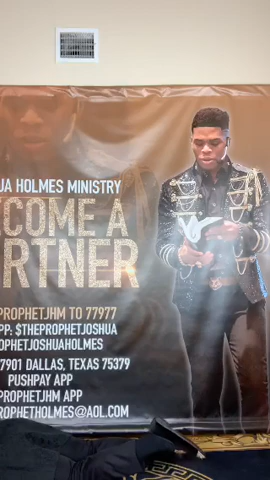 UA HOLMES MINISTRY
COME A
RTNER
PROPHETJHM TO 77977
PP: $THEPROPHETJOSHUA
OPHETJOSHUAHOLMES
7901 DALLAS, TEXAS 75379
PUSHPAY APP
PROPHETJHM APP
ROPHETHOLMES@AOL.COM